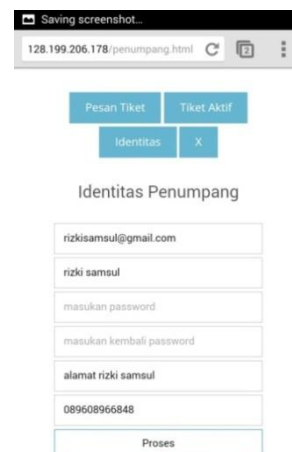 Saving screenshot...
128.199.206.178/penumpang.html 2
Pesan Tiket Tiket Aktif
Identitas X
Identitas Penumpang
rizkisamsul@gmail.com
rizki samsul
masukan password
masukan kembali password
alamat rizki samsul
089608966848
Proses